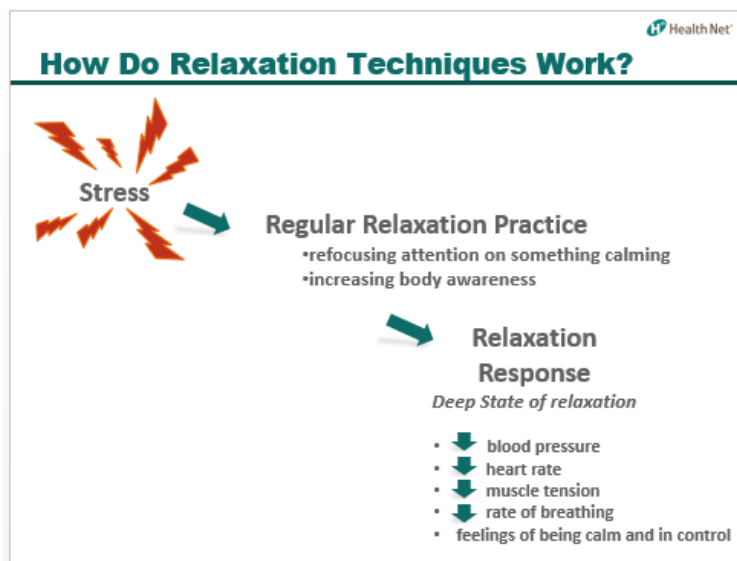 Health Net
How Do Relaxation Techniques Work?
Stress
Regular Relaxation Practice
•refocusing attention on something calming
•increasing body awareness
Relaxation
Response
Deep State of relaxation
• blood pressure
• heart rate
• muscle tension
• rate of breathing
• feelings of being calm and in control